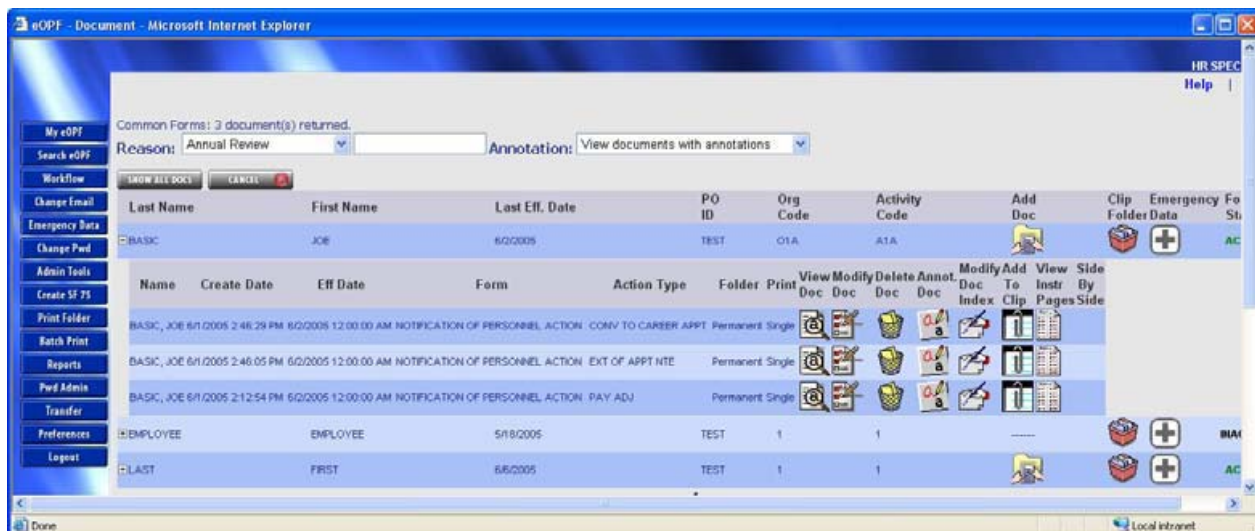 eOPF - Document - Microsoft Internet Explorer
HR SPEC
Help |
My eOPF
Search eOPF
Workflow
Change Email
Emergency Data
Change Pwd
Admin Tools
Create SF 75
Print Folder
Batch Print
Reports
Pwd Admin
Transfer
Preferences
Logout
Common Forms: 3 document(s) returned.
Reason: Annual Review Annotation: View documents with annotations
SHOW ALL DOCS CANCEL
Last Name First Name Last Eff. Date PO ID Org Code Activity Code Add Doc Clip Folder Emergency Data Fo St
BASIC JOE 6/2/2005 TEST O1A A1A AC
Name Create Date Eff Date Form Action Type Folder Print View Doc Modify Doc Delete Doc Annot. Doc Modify Doc Index Add To Clip View Instr Pages Side By Side
BASIC, JOE 6/1/2005 2:46:29 PM 6/2/2005 12:00:00 AM NOTIFICATION OF PERSONNEL ACTION CONV TO CAREER APPT Permanent Single
BASIC, JOE 6/1/2005 2:46:05 PM 6/2/2005 12:00:00 AM NOTIFICATION OF PERSONNEL ACTION EXT OF APPT NTE Permanent Single
BASIC, JOE 6/1/2005 2:12:54 PM 6/2/2005 12:00:00 AM NOTIFICATION OF PERSONNEL ACTION PAY ADJ Permanent Single
EMPLOYEE EMPLOYEE 5/18/2005 TEST 1 1 ------ INAC
LAST FIRST 6/6/2005 TEST 1 1 AC
Done Local intranet